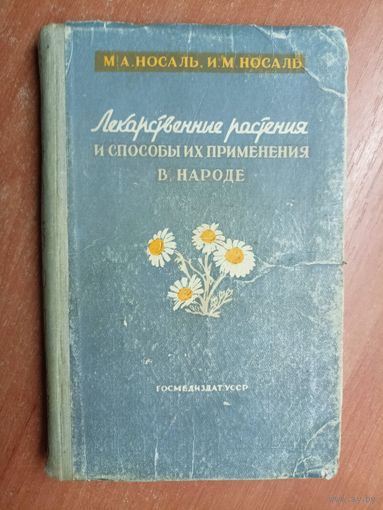 М.А.НОСАЛЬ, И.М.НОСАЛЬ
Лекарственные растения
И СПОСОБЫ ИХ ПРИМЕНЕНИЯ
В НАРОДЕ
ГОСМЕДИЗДАТ УССР